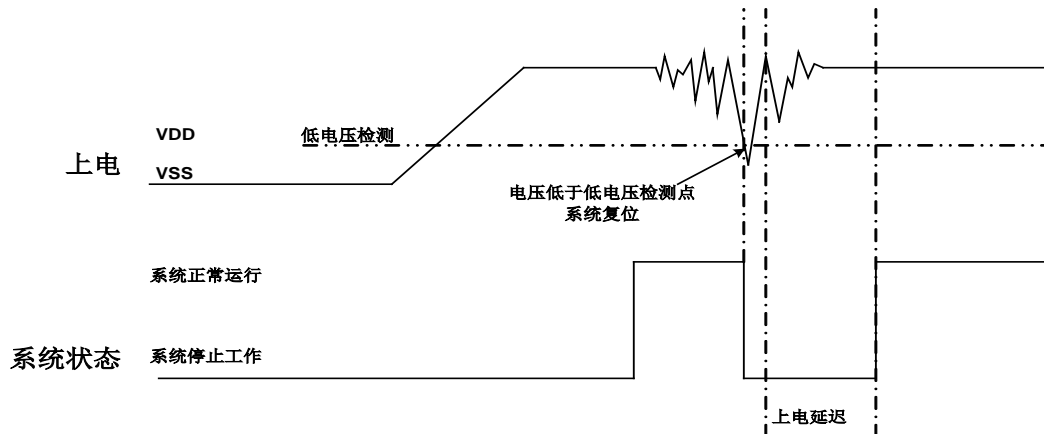 VDD
低电压检测
上电
VSS
电压低于低电压检测点
系统复位
系统正常运行
系统状态
系统停止工作
上电延迟